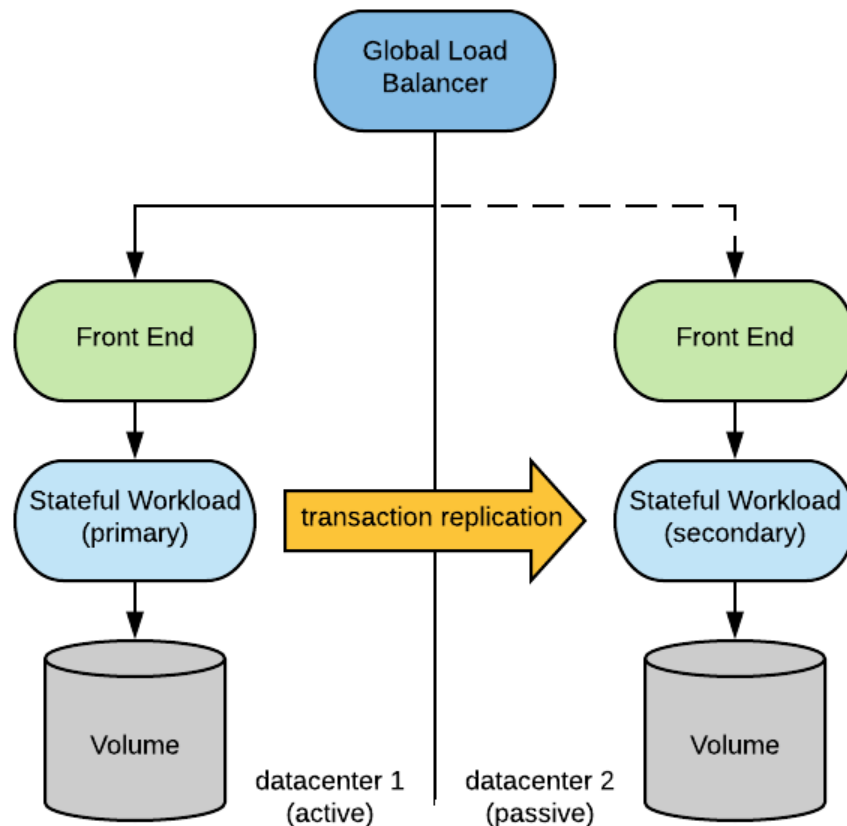 Global Load
Balancer
Front End
Front End
Stateful Workload
(primary)
transaction replication
Stateful Workload
(secondary)
Volume
Volume
datacenter 1
(active)
datacenter 2
(passive)